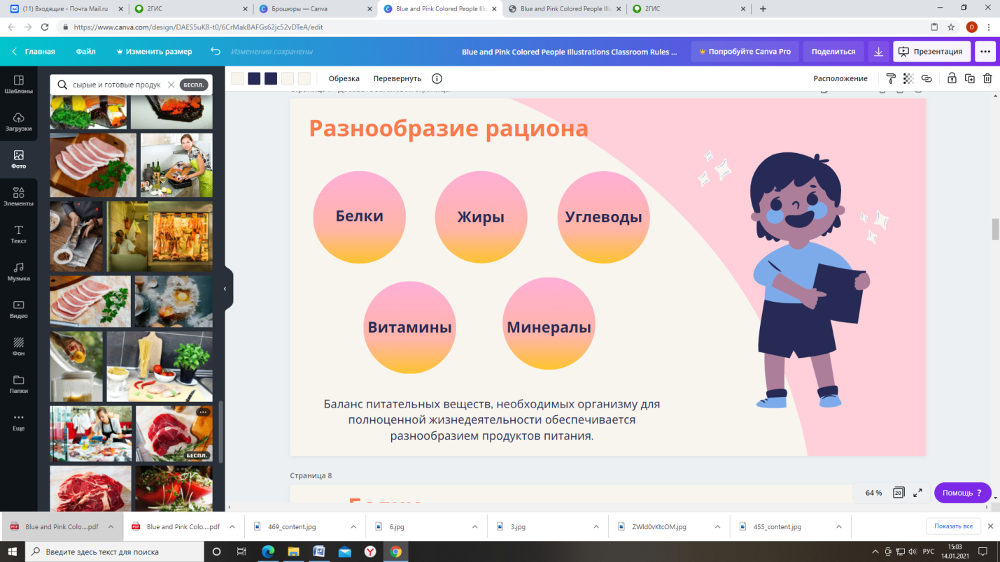 (11) Входящие - Почта Mail.ru
2ГИС
Брошюры — Canva
Blue and Pink Colored People Illu
Blue and Pink Colored People Illu
2ГИС
https://www.canva.com/design/DAES5uK8-t0/6CrMakBAFGs62jc52vDTeA/edit
Главная
Файл
Изменить размер
Изменения сохранены
Blue and Pink Colored People Illustrations Classroom Rules ...
Попробуйте Canva Pro
Поделиться
Презентация
Шаблоны
Загрузки
Фото
Элементы
Текст
Музыка
Видео
Фон
Папки
Еще
сырые и готовые продук
БЕСПЛ.
БЕСПЛ.
Обрезка
Перевернуть
Расположение
Разнообразие рациона
Белки
Жиры
Углеводы
Витамины
Минералы
Баланс питательных веществ, необходимых организму для
полноценной жизнедеятельности обеспечивается
разнообразием продуктов питания.
Страница 8
64 %
20
Помощь ?
Blue and Pink Colo....pdf
Blue and Pink Colo....pdf
469_content.jpg
6.jpg
3.jpg
ZWld0vKtcOM.jpg
455_content.jpg
Показать все
Введите здесь текст для поиска
РУС
15:03
14.01.2021